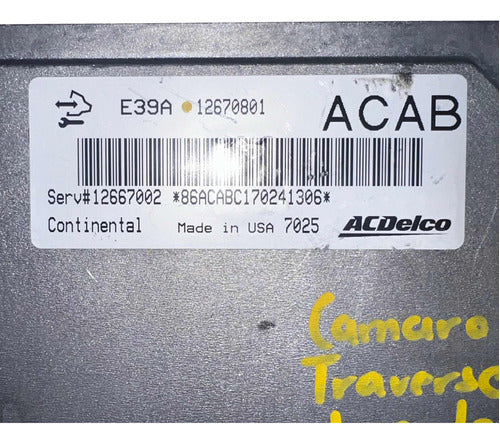 E39A 12670801 ACAB
Serv#12667002 *86ACABC170241306*
Continental Made in USA 7025 ACDelco
Camaro